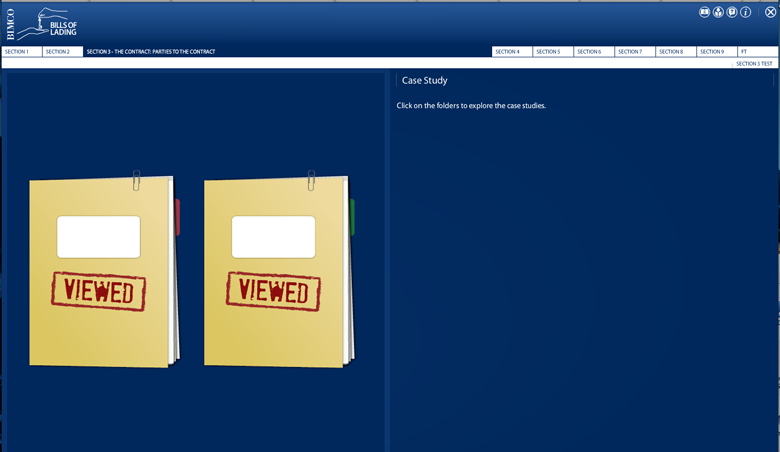 BIMCO
BILLS OF
LADING
SECTION 1
SECTION 2
SECTION 3 - THE CONTRACT: PARTIES TO THE CONTRACT
SECTION 4
SECTION 5
SECTION 6
SECTION 7
SECTION 8
SECTION 9
FT
SECTION 3 TEST
Case Study
Click on the folders to explore the case studies.
VIEWED
VIEWED